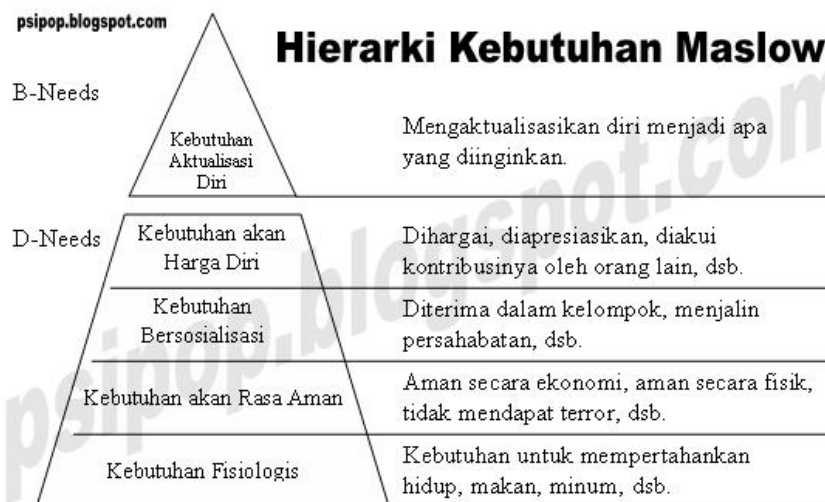 psipop.blogspot.com
Hierarki Kebutuhan Maslow
B-Needs
Kebutuhan
Aktualisasi
Diri
Mengaktualisasikan diri menjadi apa
yang diinginkan.
D-Needs
Kebutuhan akan
Harga Diri
Dihargai, diapresiasikan, diakui
kontribusinya oleh orang lain, dsb.
Kebutuhan
Bersosialisasi
Diterima dalam kelompok, menjalin
persahabatan, dsb.
Kebutuhan akan Rasa Aman
Aman secara ekonomi, aman secara fisik,
tidak mendapat terror, dsb.
Kebutuhan Fisiologis
Kebutuhan untuk mempertahankan
hidup, makan, minum, dsb.
psipop.blogspot.com